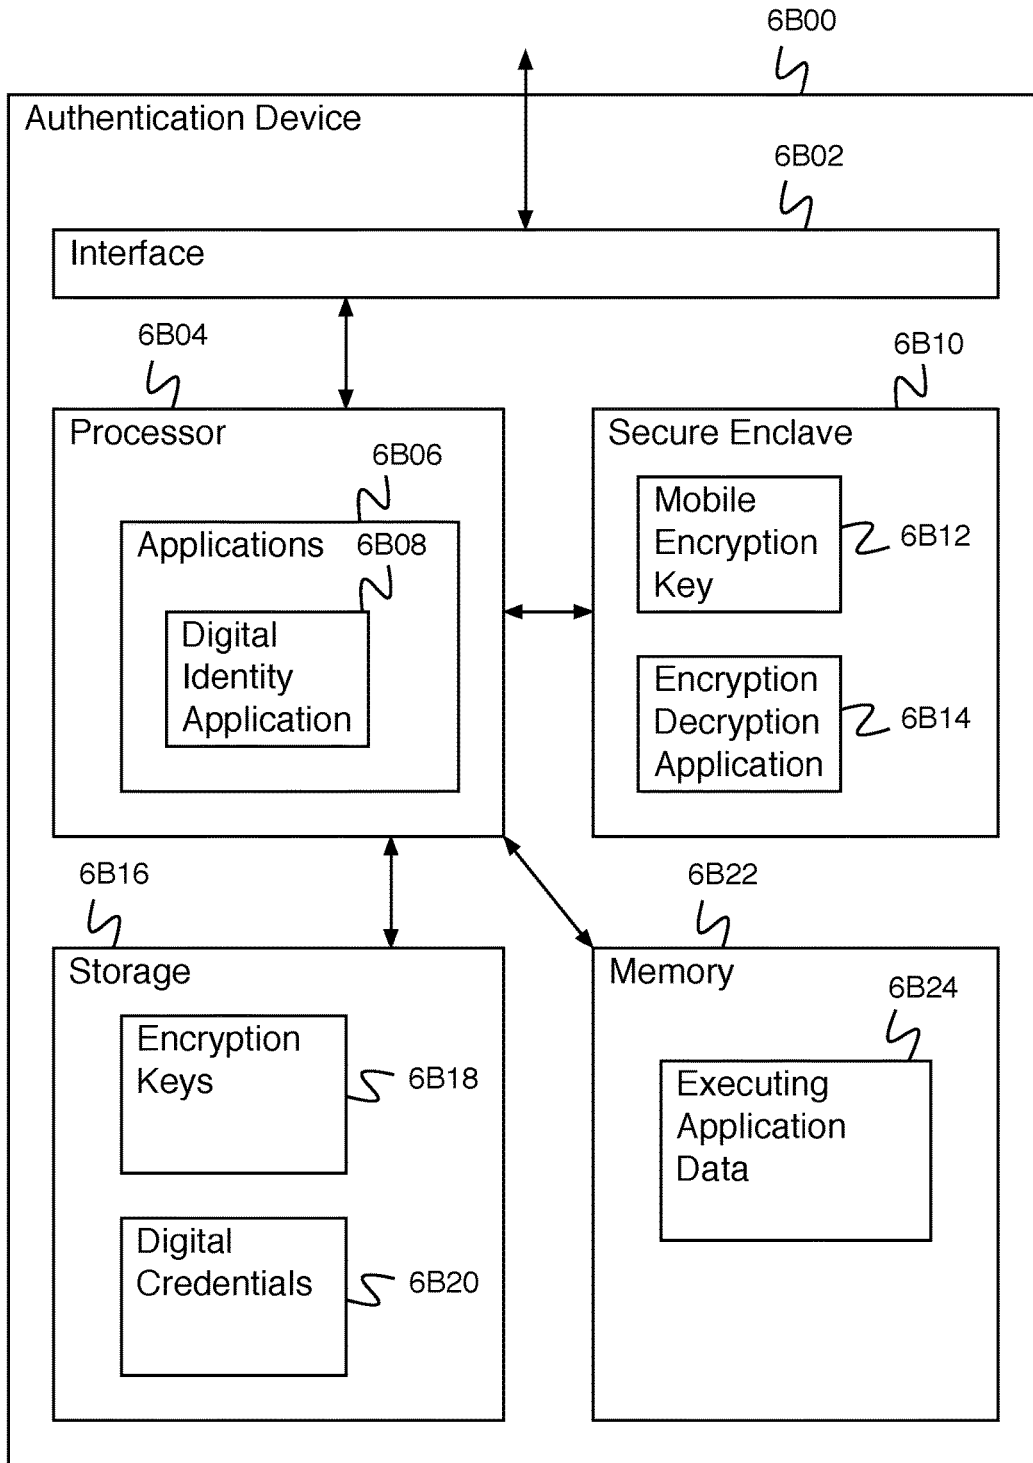 6B00
Authentication Device
6B02
Interface
6B04
6B10
Processor
Secure Enclave
6B06
Applications
6B08
Digital
Identity
Application
Mobile
Encryption
Key
6B12
Encryption
Decryption
Application
6B14
6B16
6B22
Storage
Memory
Encryption
Keys
6B18
Digital
Credentials
6B20
6B24
Executing
Application
Data